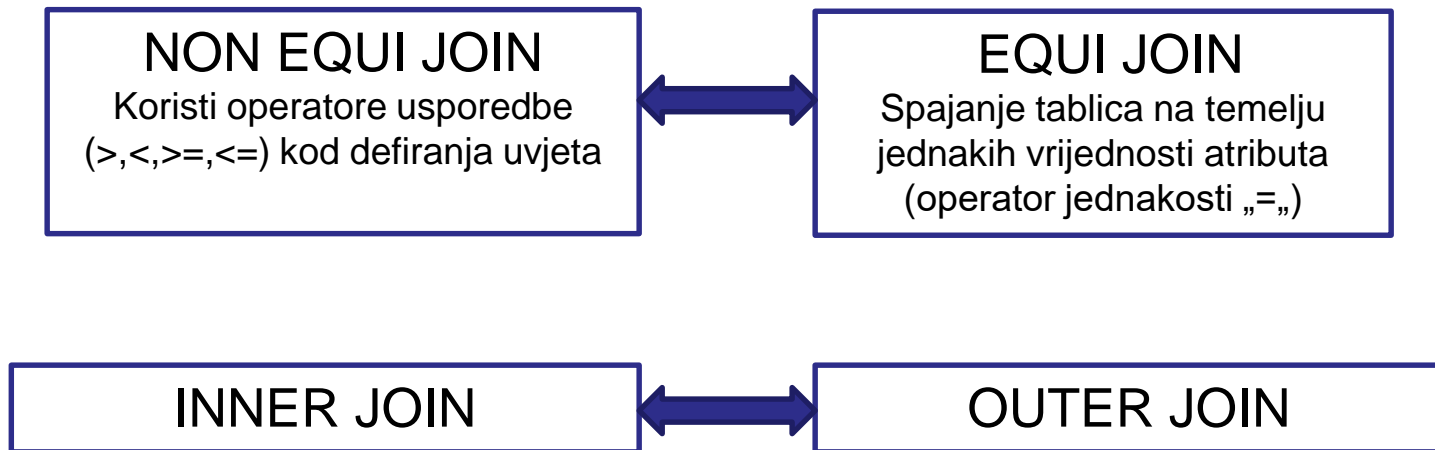 NON EQUI JOIN
Koristi operatore usporedbe
(>,<,>=,<=) kod defiranja uvjeta
EQUI JOIN
Spajanje tablica na temelju
jednakih vrijednosti atributa
(operator jednakosti „=„)
INNER JOIN
OUTER JOIN